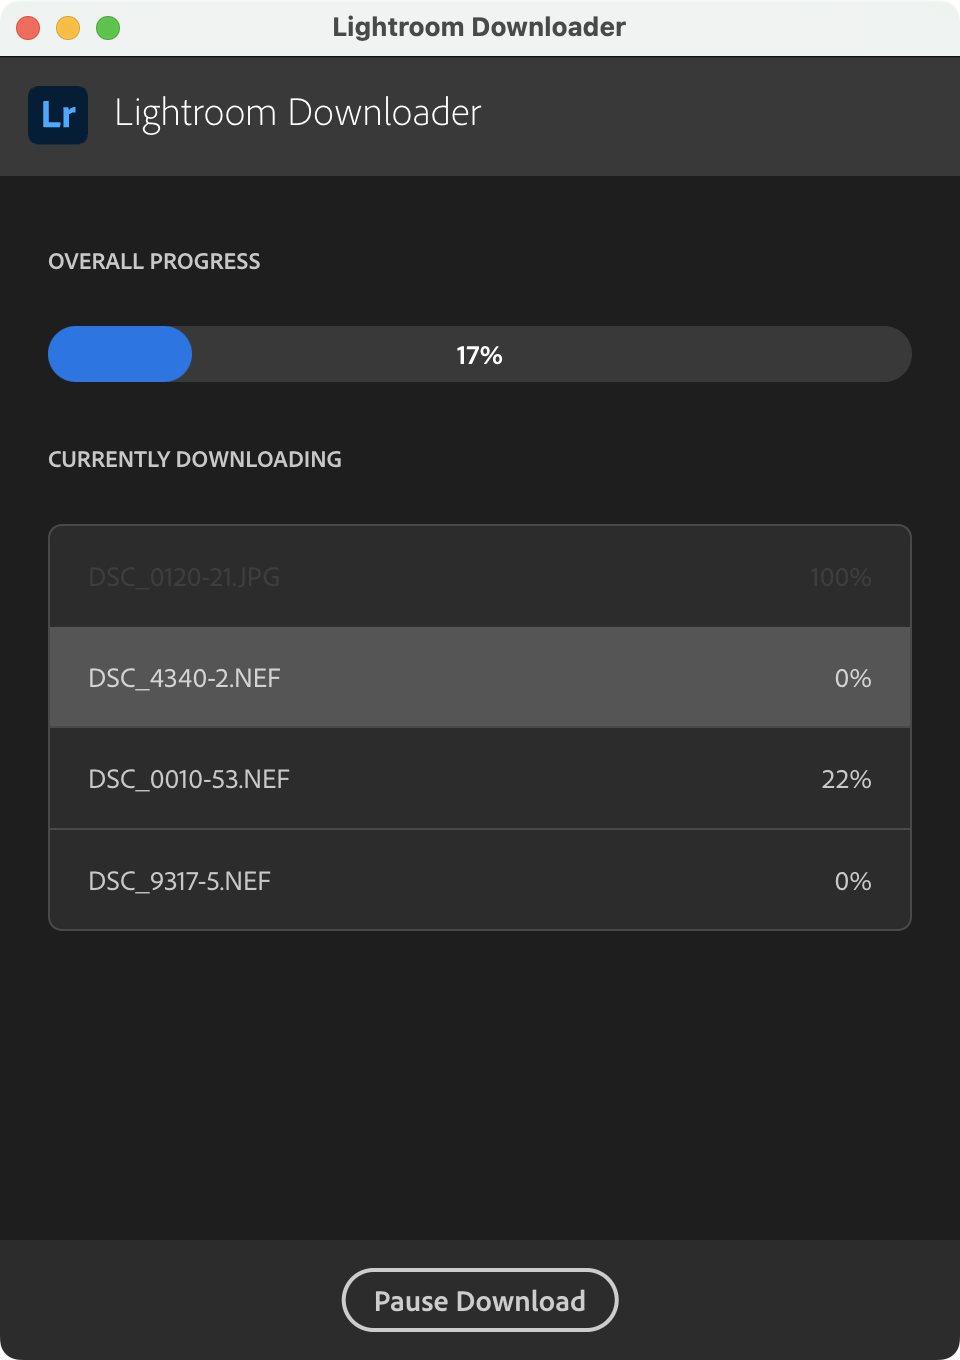 Lightroom Downloader
Lr Lightroom Downloader
OVERALL PROGRESS
17%
CURRENTLY DOWNLOADING
DSC_0120-21.JPG 100%
DSC_4340-2.NEF 0%
DSC_0010-53.NEF 22%
DSC_9317-5.NEF 0%
Pause Download